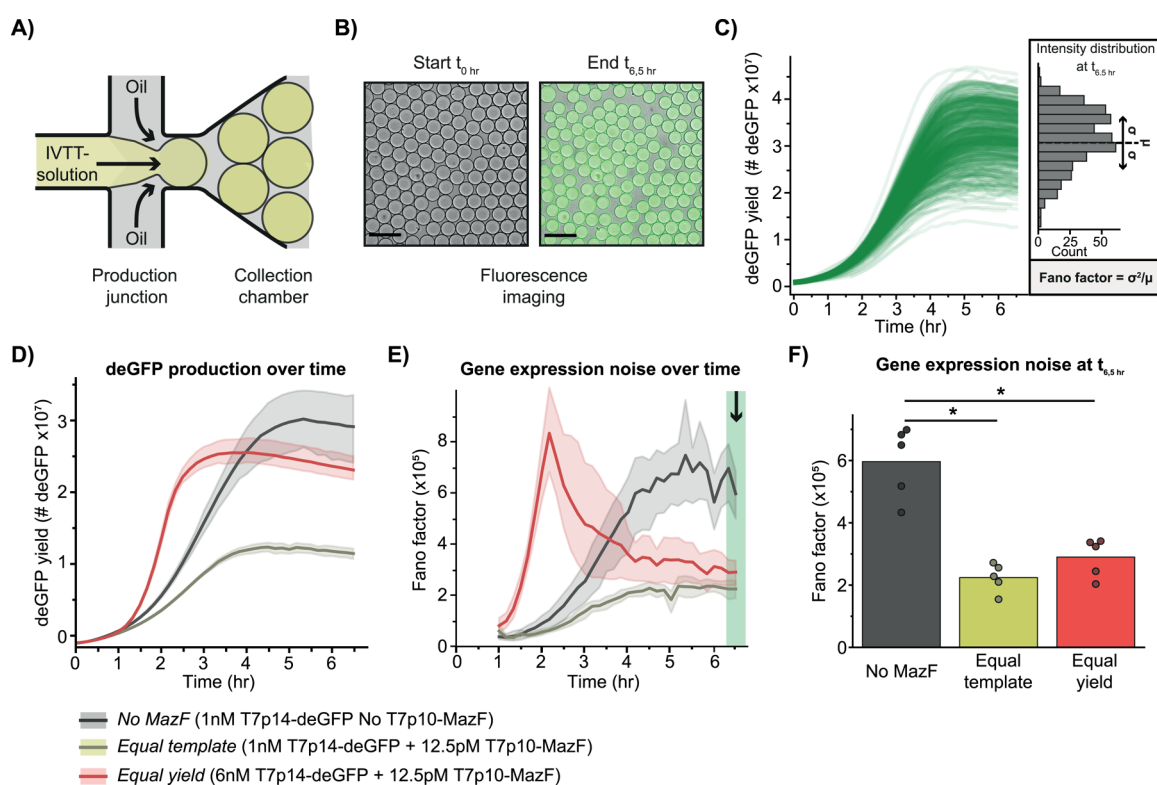 A)
Oil
IVTT-
solution
Oil
Production
junction
Collection
chamber
B)
Start t0 hr
End t6,5 hr
Fluorescence
imaging
C)
deGFP yield (# deGFP x10⁷)
4
3
2
1
0
0 1 2 3 4 5 6
Time (hr)
Intensity distribution
at t6.5 hr
σ
μ
σ
0 25 50
Count
Fano factor = σ²/μ
D)
deGFP production over time
deGFP yield (# deGFP x10⁷)
3
2
1
0
0 1 2 3 4 5 6
Time (hr)
E)
Gene expression noise over time
Fano factor (x10⁵)
8
6
4
2
0
0 1 2 3 4 5 6
Time (hr)
F)
Gene expression noise at t6,5 hr
*
*
Fano factor (x10⁵)
8
6
4
2
0
No MazF
Equal
template
Equal
yield
No MazF (1nM T7p14-deGFP No T7p10-MazF)
Equal template (1nM T7p14-deGFP + 12.5pM T7p10-MazF)
Equal yield (6nM T7p14-deGFP + 12.5pM T7p10-MazF)